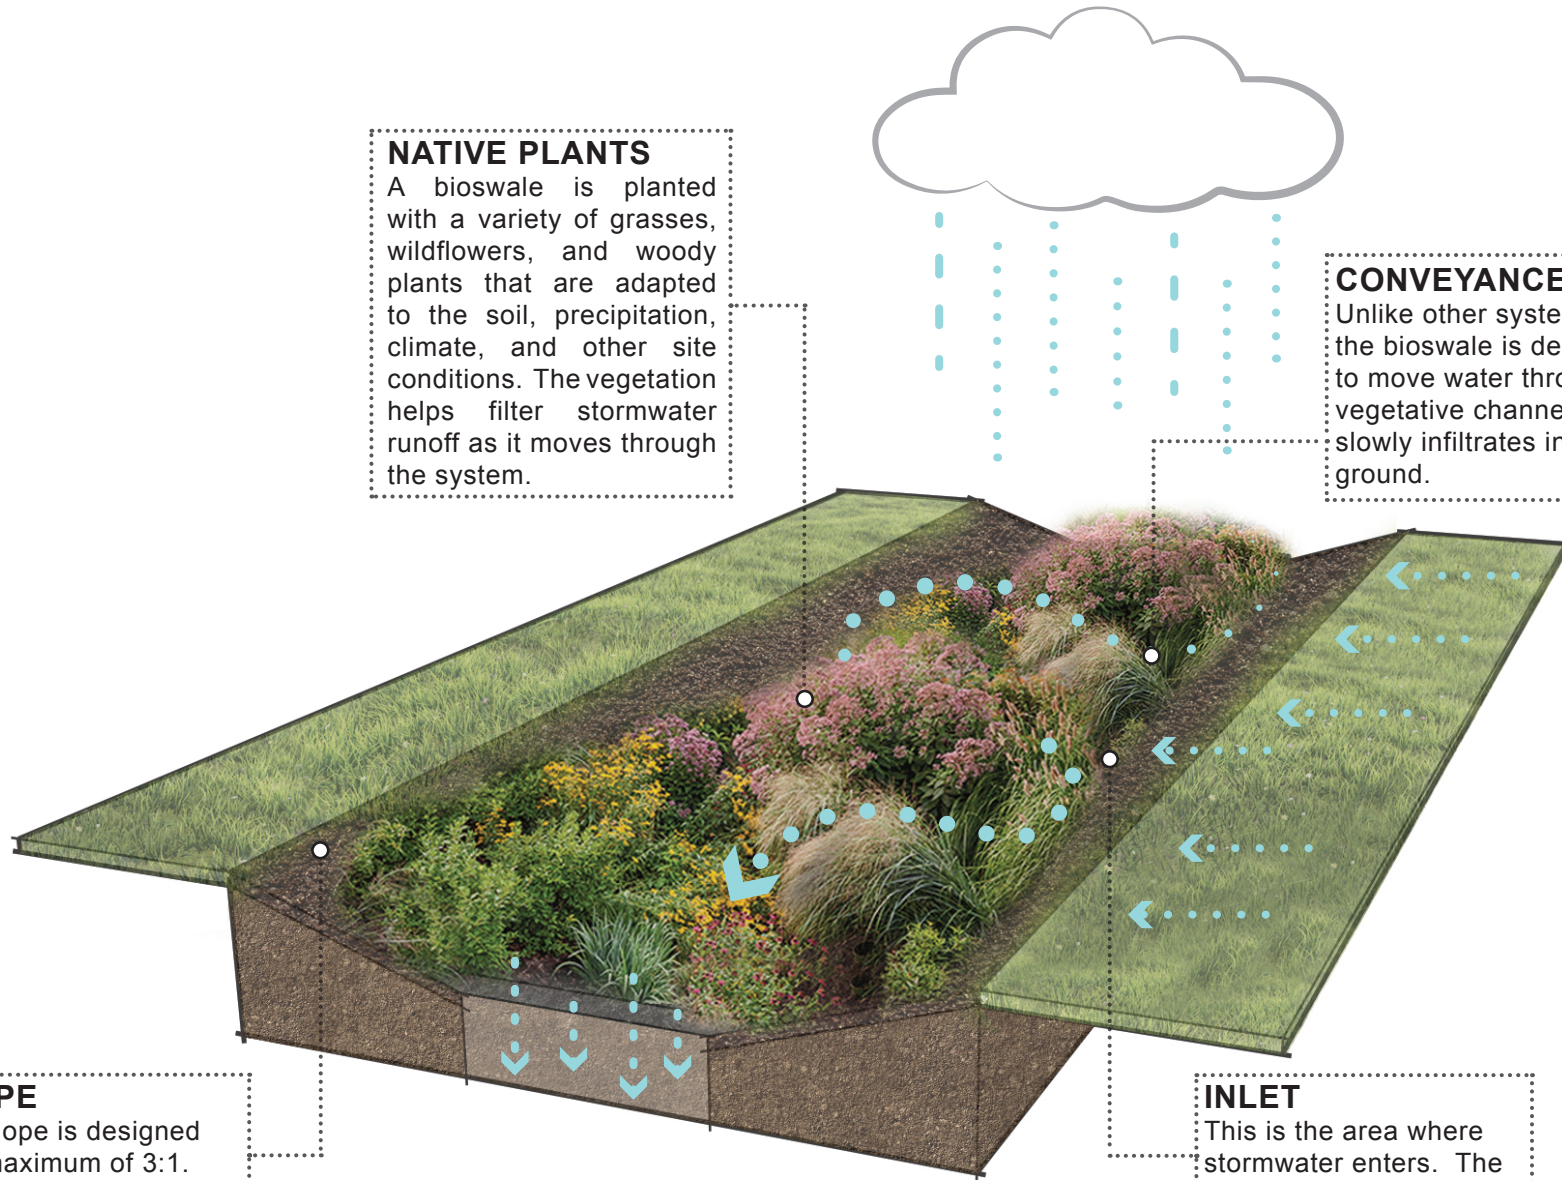 NATIVE PLANTS
A bioswale is planted
with a variety of grasses,
wildflowers, and woody
plants that are adapted
to the soil, precipitation,
climate, and other site
conditions. The vegetation
helps filter stormwater
runoff as it moves through
the system.
CONVEYANCE
Unlike other syste
the bioswale is de
to move water thro
vegetative channe
slowly infiltrates in
ground.
PE
ope is designed
naximum of 3:1.
INLET
This is the area where
stormwater enters. The